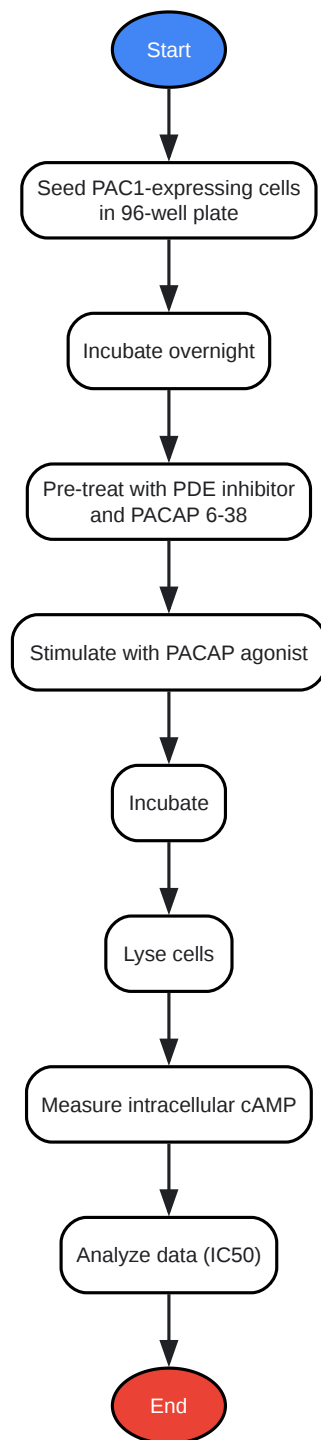 Start
Seed PAC1-expressing cells
in 96-well plate
Incubate overnight
Pre-treat with PDE inhibitor
and PACAP 6-38
Stimulate with PACAP agonist
Incubate
Lyse cells
Measure intracellular cAMP
Analyze data (IC50)
End